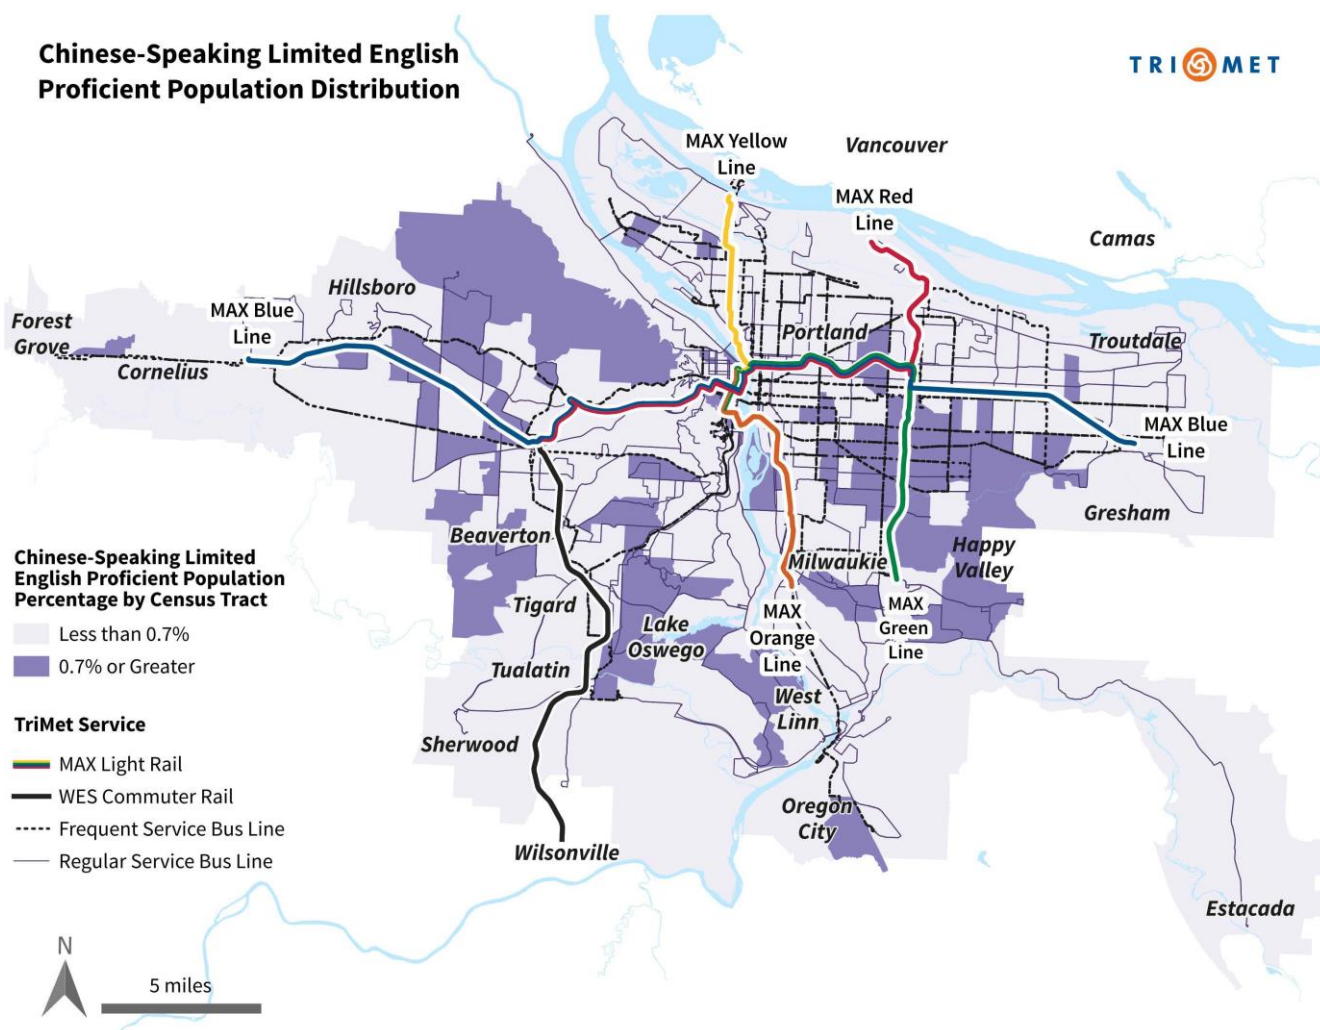 Chinese-Speaking Limited English
Proficient Population Distribution
TRI MET
MAX Yellow
Line
Vancouver
MAX Red
Line
Camas
Hillsboro
MAX Blue
Line
Forest
Grove
Cornelius
Portland
Troutdale
MAX Blue
Line
Gresham
Beaverton
Happy
Valley
Milwaukie
Tigard
Lake
Oswego
MAX
Orange
Line
MAX
Green
Line
Tualatin
West
Linn
Sherwood
Oregon
City
Wilsonville
Estacada
Chinese-Speaking Limited
English Proficient Population
Percentage by Census Tract
Less than 0.7%
0.7% or Greater
TriMet Service
MAX Light Rail
WES Commuter Rail
Frequent Service Bus Line
Regular Service Bus Line
N
5 miles